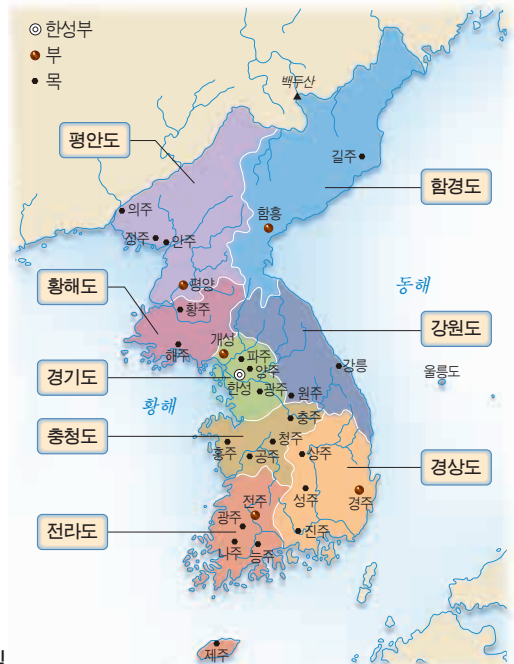 한성부
부
목
백두산
평안도
길주
함경도
의주
함흥
정주
안주
평양
동해
황해도
황주
강원도
개성
해주
파주
강릉
양주
울릉도
경기도
한성
광주
원주
황해
충주
충청도
홍주
청주
공주
상주
경상도
성주
경주
전주
광주
전라도
진주
나주
능주
제주